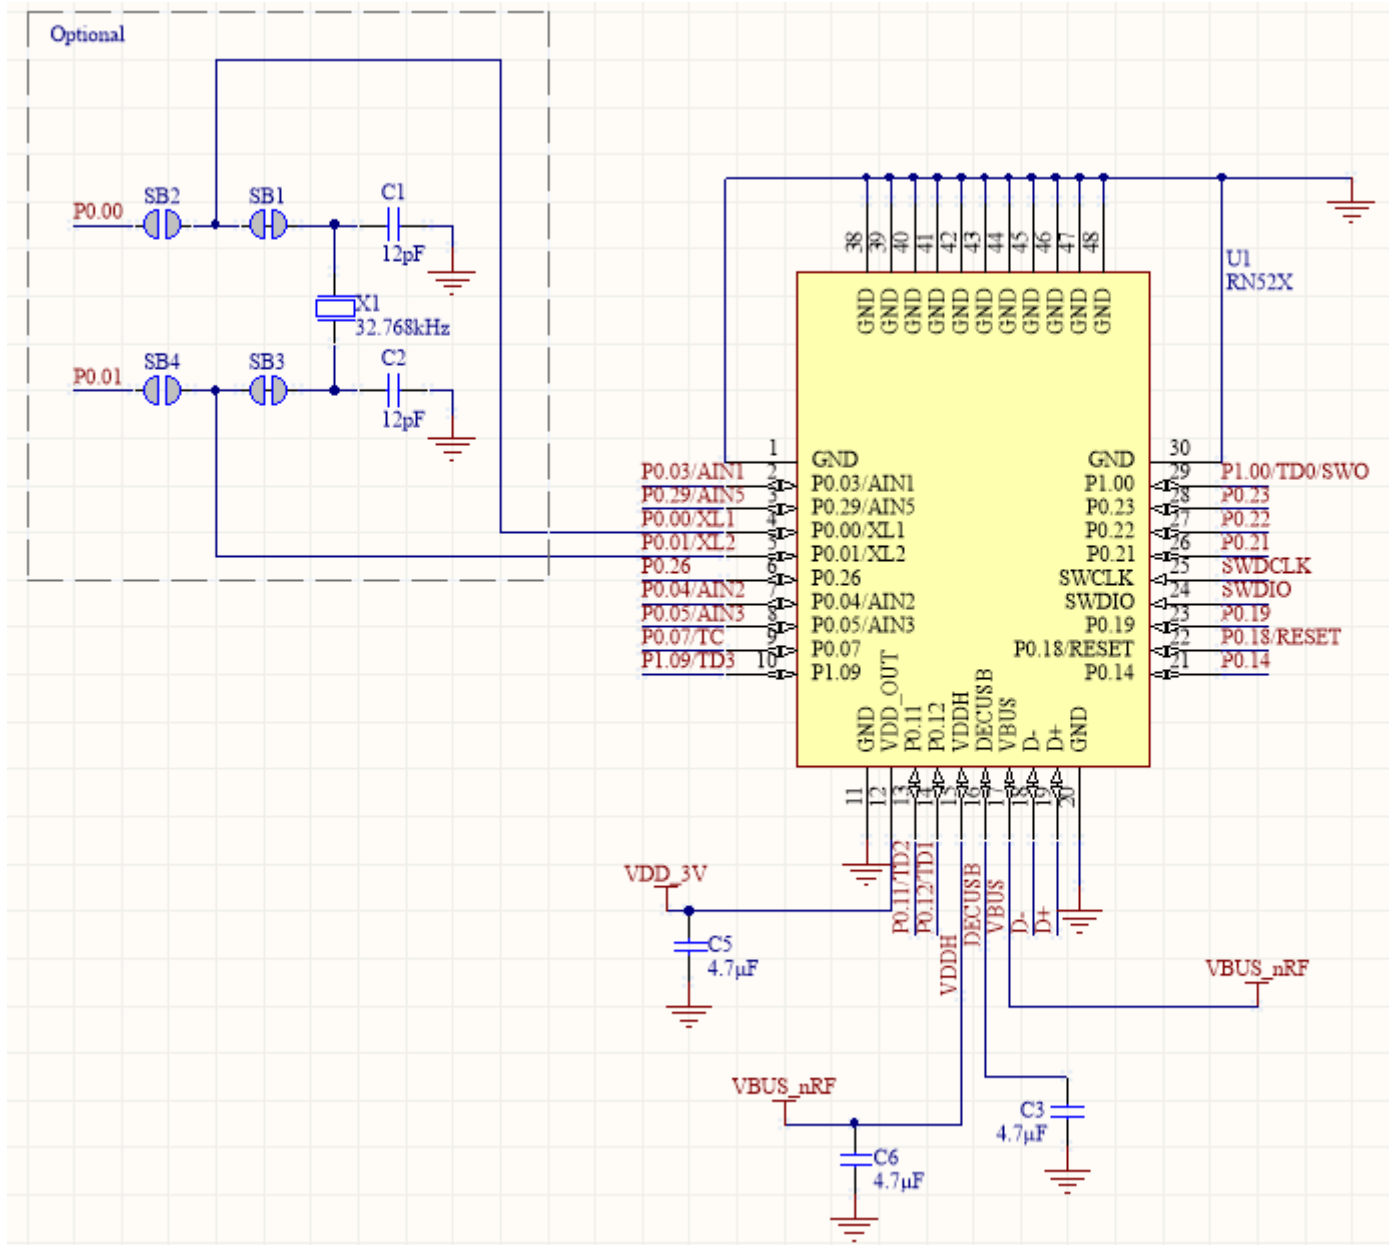 Optional
P0.00
SB2
SB1
C1
12pF
X1
32.768kHz
P0.01
SB4
SB3
C2
12pF
38
39
40
41
42
43
44
45
46
47
48
U1
RN52X
GND
GND
GND
GND
GND
GND
GND
GND
GND
GND
GND
1
GND
P0.03/AIN1
2
P0.03/AIN1
P0.29/AIN5
3
P0.29/AIN5
P0.00/XL1
4
P0.00/XL1
P0.01/XL2
5
P0.01/XL2
P0.26
6
P0.26
P0.04/AIN2
7
P0.04/AIN2
P0.05/AIN3
8
P0.05/AIN3
P0.07/TC
9
P0.07
P1.09/TD3
10
P1.09
GND
30
P1.00
29
P1.00/TD0/SWO
P0.23
28
P0.23
P0.22
27
P0.22
P0.21
26
P0.21
SWCLK
25
SWDCLK
SWDIO
24
SWDIO
P0.19
23
P0.19
P0.18/RESET
22
P0.18/RESET
P0.14
21
P0.14
GND
VDD_OUT
P0.11
P0.12
VDDH
DECUSB
VBUS
D-
D+
GND
11
12
13
14
15
16
17
18
19
20
P0.11/TD2
P0.12/TD1
VDDH
DECUSB
VBUS
D-
D+
VDD_3V
C5
4.7µF
VBUS_nRF
VBUS_nRF
C6
4.7µF
C3
4.7µF